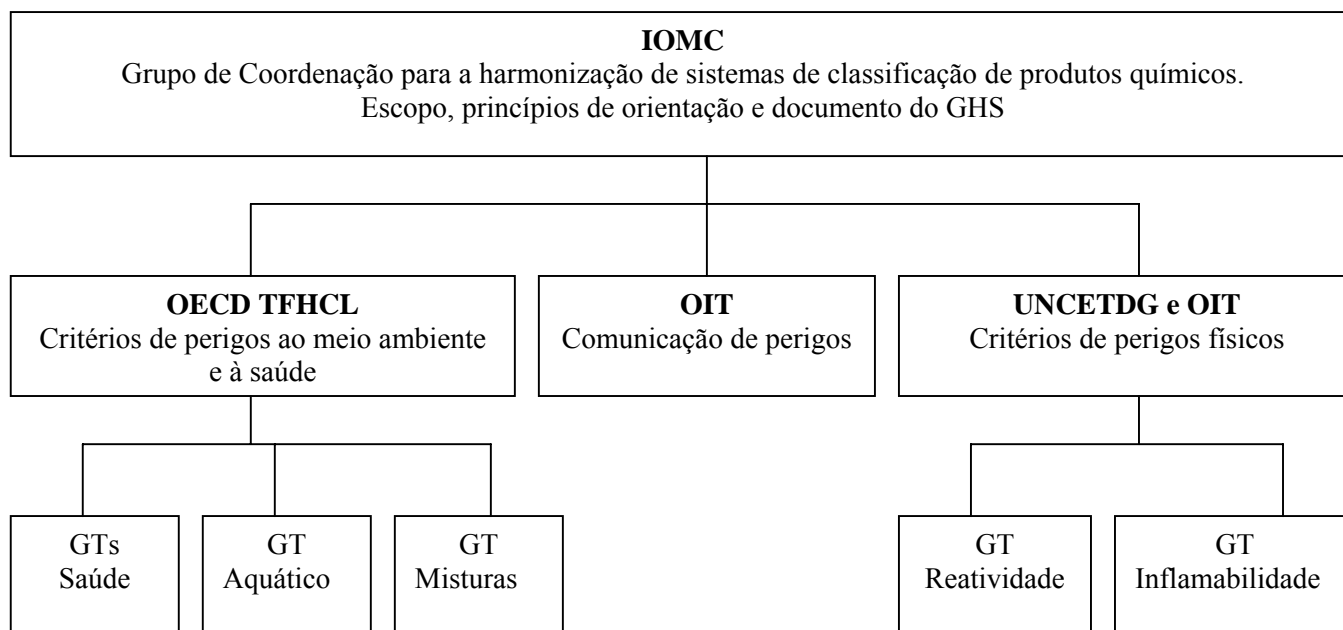 IOMC
Grupo de Coordenação para a harmonização de sistemas de classificação de produtos químicos.
Escopo, princípios de orientação e documento do GHS
OECD TFHCL
Critérios de perigos ao meio ambiente
e à saúde
OIT
Comunicação de perigos
UNCETDG e OIT
Critérios de perigos físicos
GTs
Saúde
GT
Aquático
GT
Misturas
GT
Reatividade
GT
Inflamabilidade